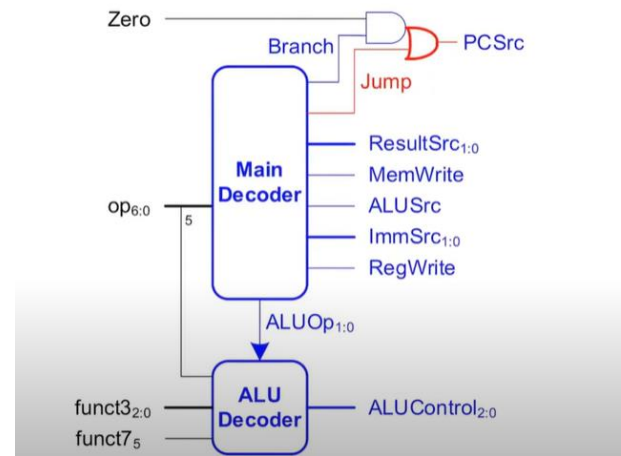 Zero
Branch
PCSrc
Jump
ResultSrc1:0
Main
Decoder
MemWrite
op6:0
5
ALUSrc
ImmSrc1:0
RegWrite
ALUOp1:0
ALU
Decoder
funct32:0
ALUControl2:0
funct75